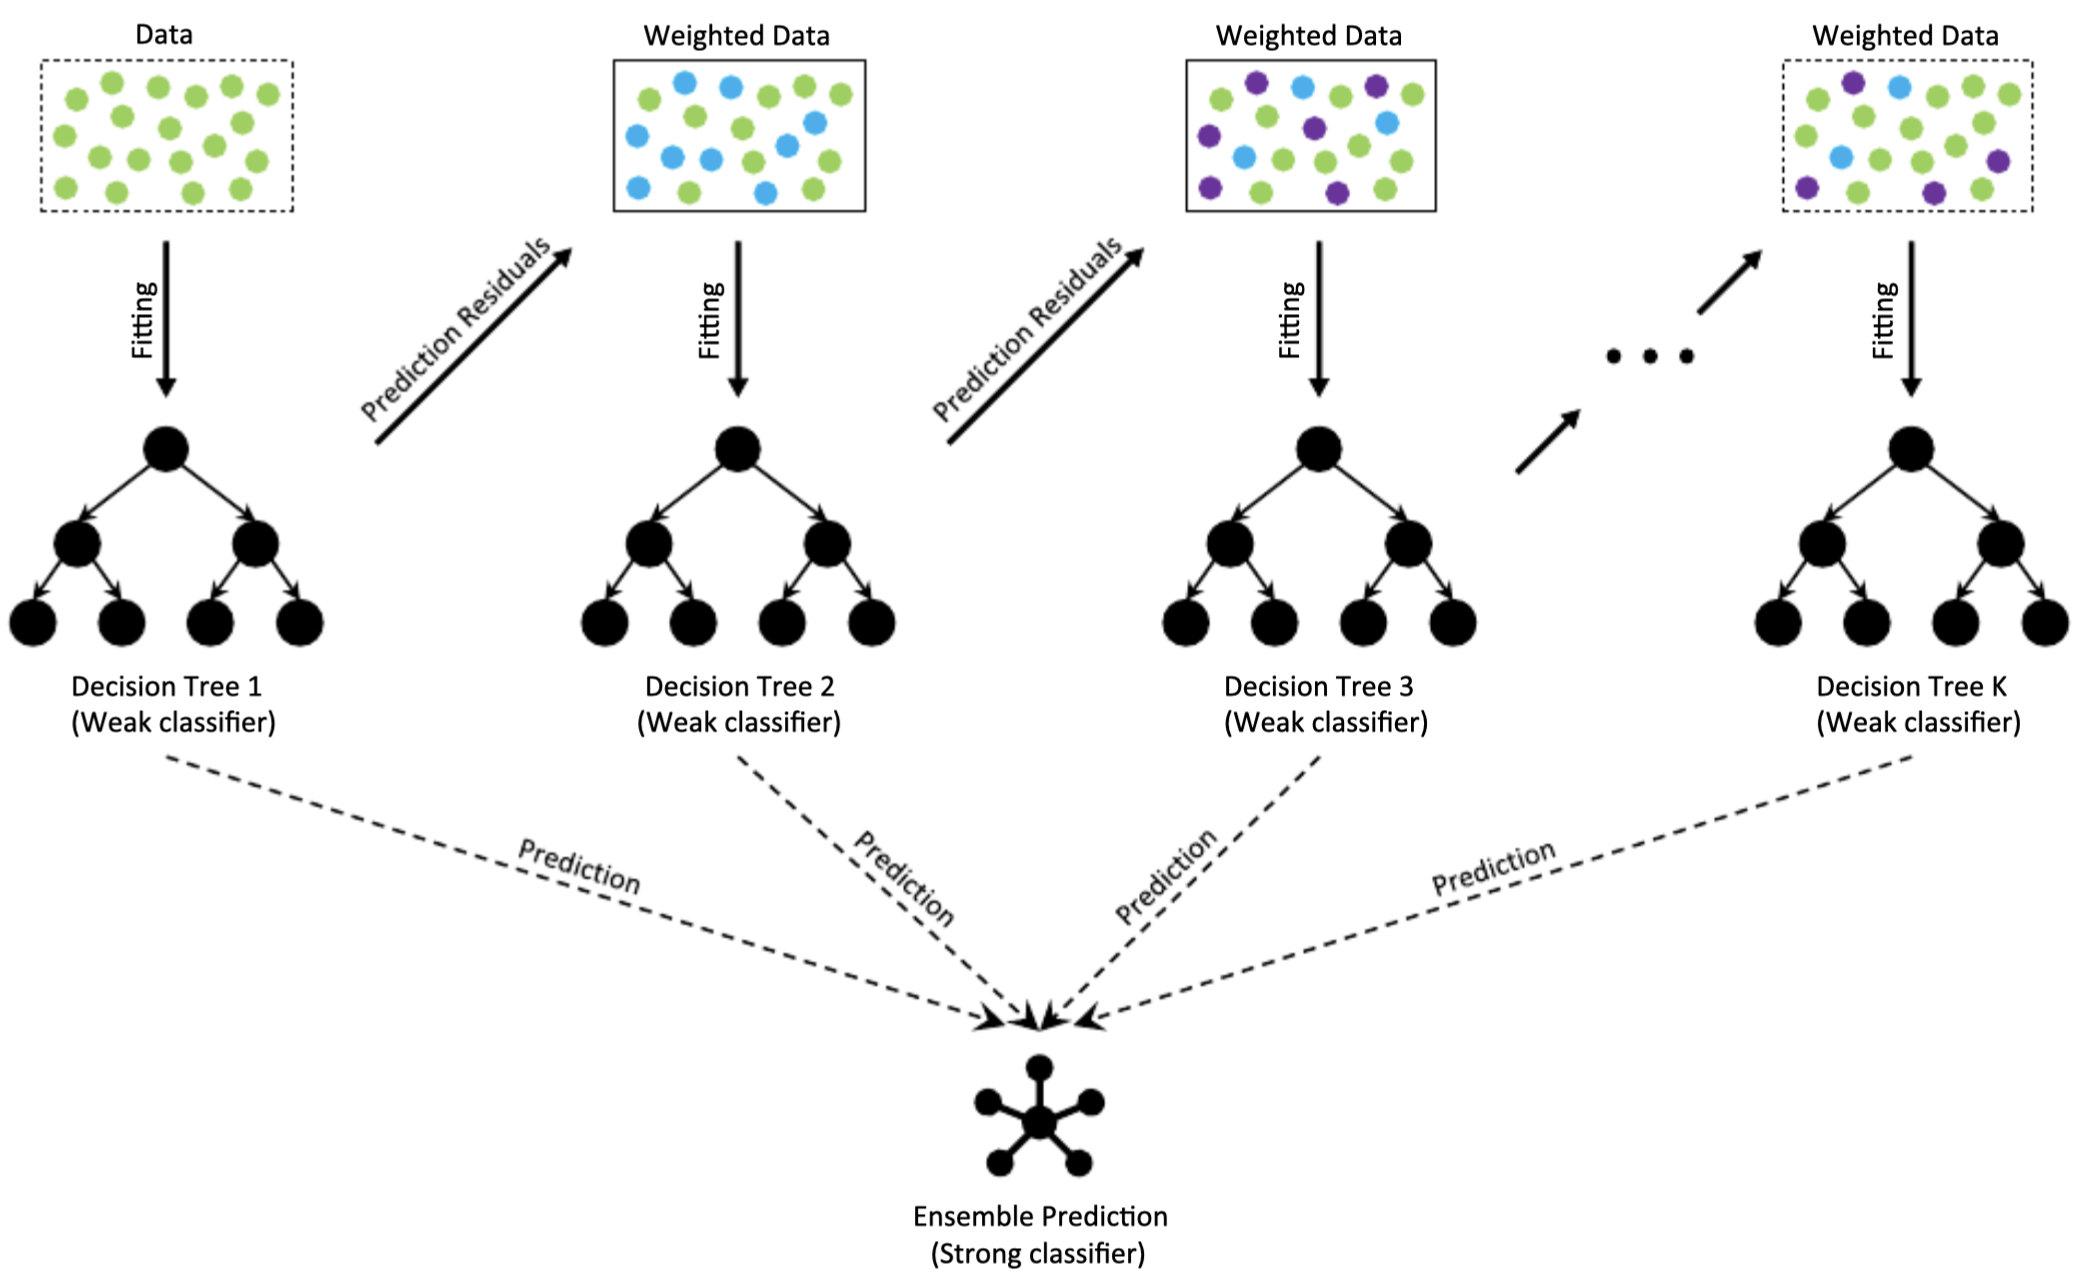 Data
Weighted Data
Weighted Data
Weighted Data
Fitting
Prediction Residuals
Fitting
Prediction Residuals
Fitting
Fitting
Decision Tree 1
(Weak classifier)
Decision Tree 2
(Weak classifier)
Decision Tree 3
(Weak classifier)
Decision Tree K
(Weak classifier)
Prediction
Prediction
Prediction
Prediction
Ensemble Prediction
(Strong classifier)